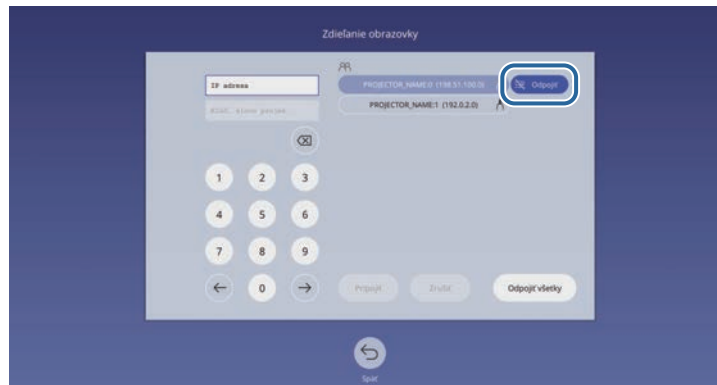 Zdieľanie obrazovky
IP adresa
PROJECTOR_NAME:0 (198.51.100.0)
Odpojiť
PROJECTOR_NAME:1 (192.0.2.0)
1 2 3
4 5 6
7 8 9
← 0 →
Pripojiť Zrušiť Odpojiť všetky
Späť